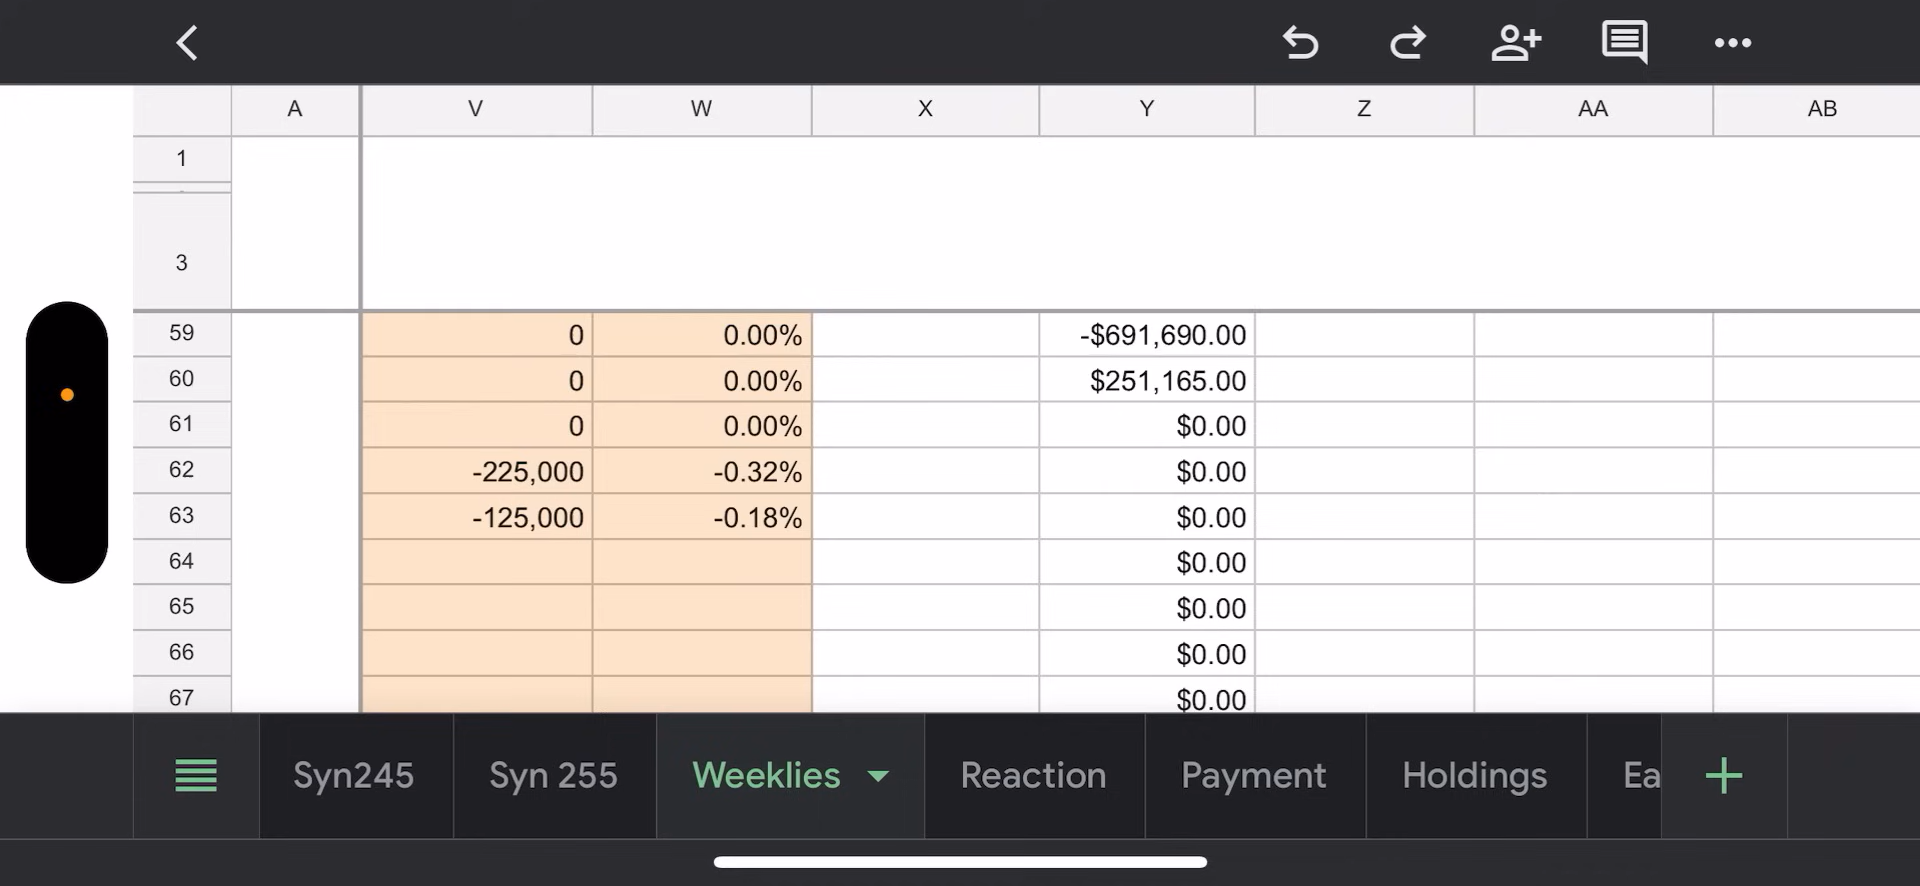 A V W X Y Z AA AB
1
3
59 0 0.00% -$691,690.00
60 0 0.00% $251,165.00
61 0 0.00% $0.00
62 -225,000 -0.32% $0.00
63 -125,000 -0.18% $0.00
64 $0.00
65 $0.00
66 $0.00
67 $0.00
Syn245 Syn 255 Weeklies Reaction Payment Holdings Ea